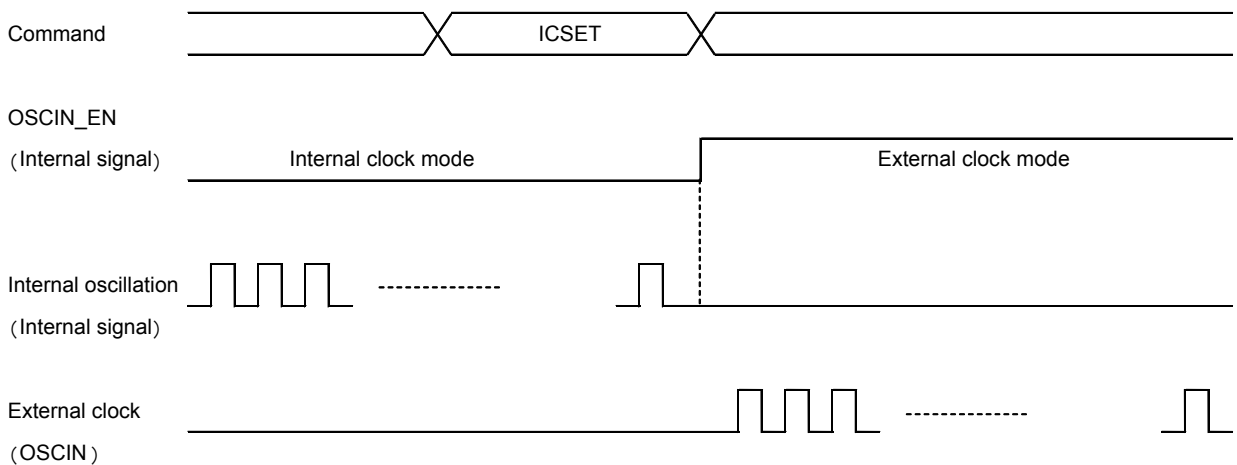 Command
ICSET
OSCIN_EN
（Internal signal）
Internal clock mode
External clock mode
Internal oscillation
（Internal signal）
External clock
（OSCIN）